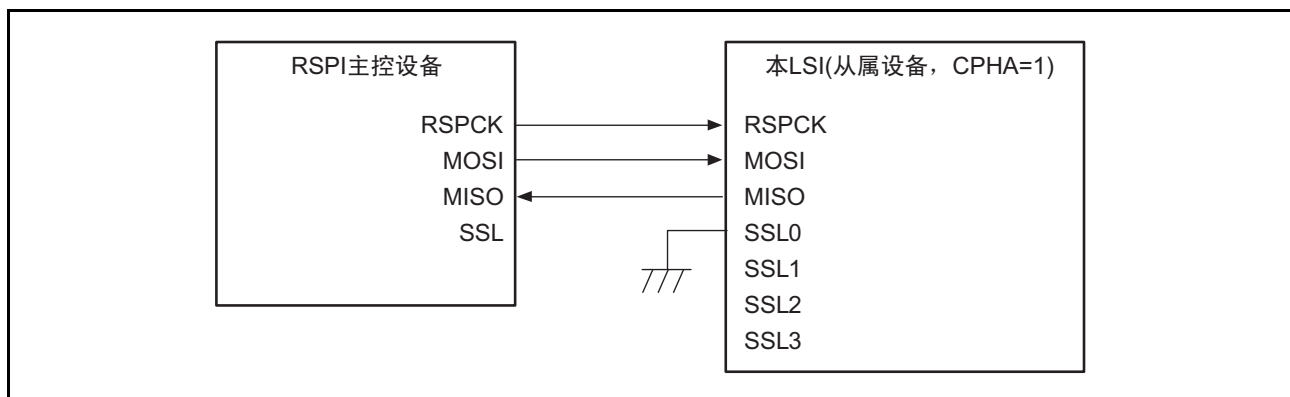 RSPI主控设备
RSPCK
MOSI
MISO
SSL
本LSI(从属设备，CPHA=1)
RSPCK
MOSI
MISO
SSL0
SSL1
SSL2
SSL3